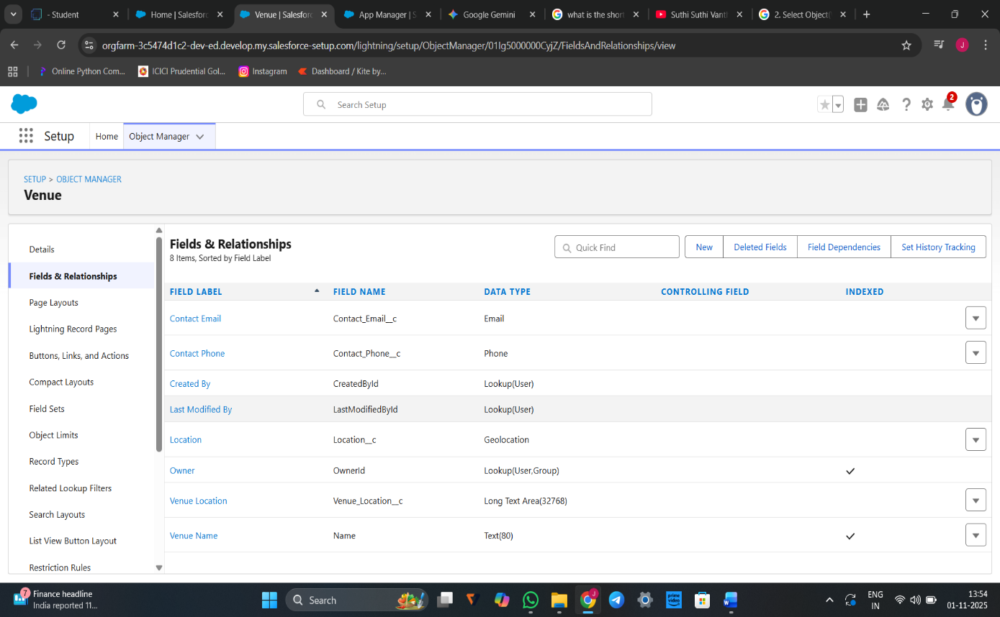 - Student
Home | Salesforc
Venue | Salesforc
App Manager | S
Google Gemini
what is the short
Suthi Suthi Vanth
2. Select Object(
orgfarm-3c5474d1c2-dev-ed.develop.my.salesforce-setup.com/lightning/setup/ObjectManager/01Ig5000000CyjZ/FieldsAndRelationships/view
J
Online Python Com...
ICICI Prudential Gol...
Instagram
Dashboard / Kite by...
Search Setup
2
Setup
Home
Object Manager
SETUP > OBJECT MANAGER
Venue
Details
Fields & Relationships
Page Layouts
Lightning Record Pages
Buttons, Links, and Actions
Compact Layouts
Field Sets
Object Limits
Record Types
Related Lookup Filters
Search Layouts
List View Button Layout
Restriction Rules
Fields & Relationships
8 Items, Sorted by Field Label
Quick Find
New
Deleted Fields
Field Dependencies
Set History Tracking
FIELD LABEL FIELD NAME DATA TYPE CONTROLLING FIELD INDEXED
Contact Email Contact_Email__c Email
Contact Phone Contact_Phone__c Phone
Created By CreatedById Lookup(User)
Last Modified By LastModifiedById Lookup(User)
Location Location__c Geolocation
Owner OwnerId Lookup(User,Group)
Venue Location Venue_Location__c Long Text Area(32768)
Venue Name Name Text(80)
7
Finance headline
India reported 11...
Search
J
prime video
W
ENG
IN
13:54
01-11-2025